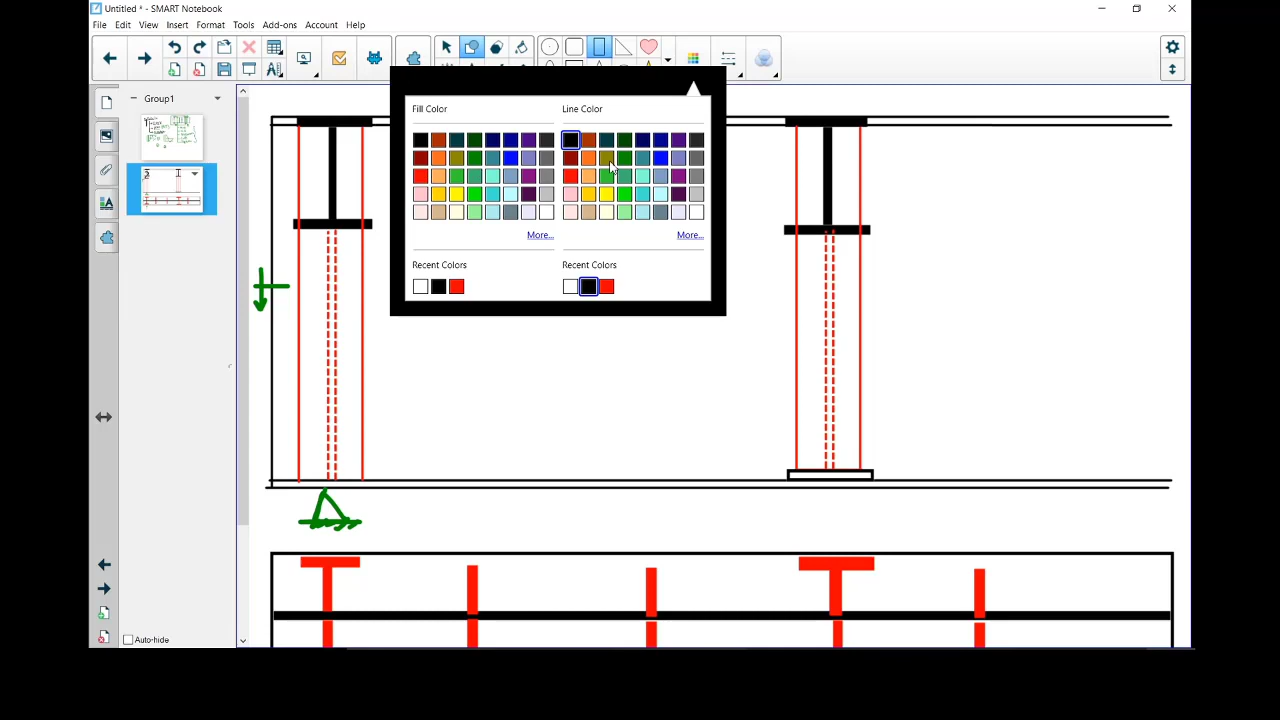 Untitled * - SMART Notebook
File Edit View Insert Format Tools Add-ons Account Help
Group1
Fill Color Line Color
More... More...
Recent Colors Recent Colors
Auto-hide